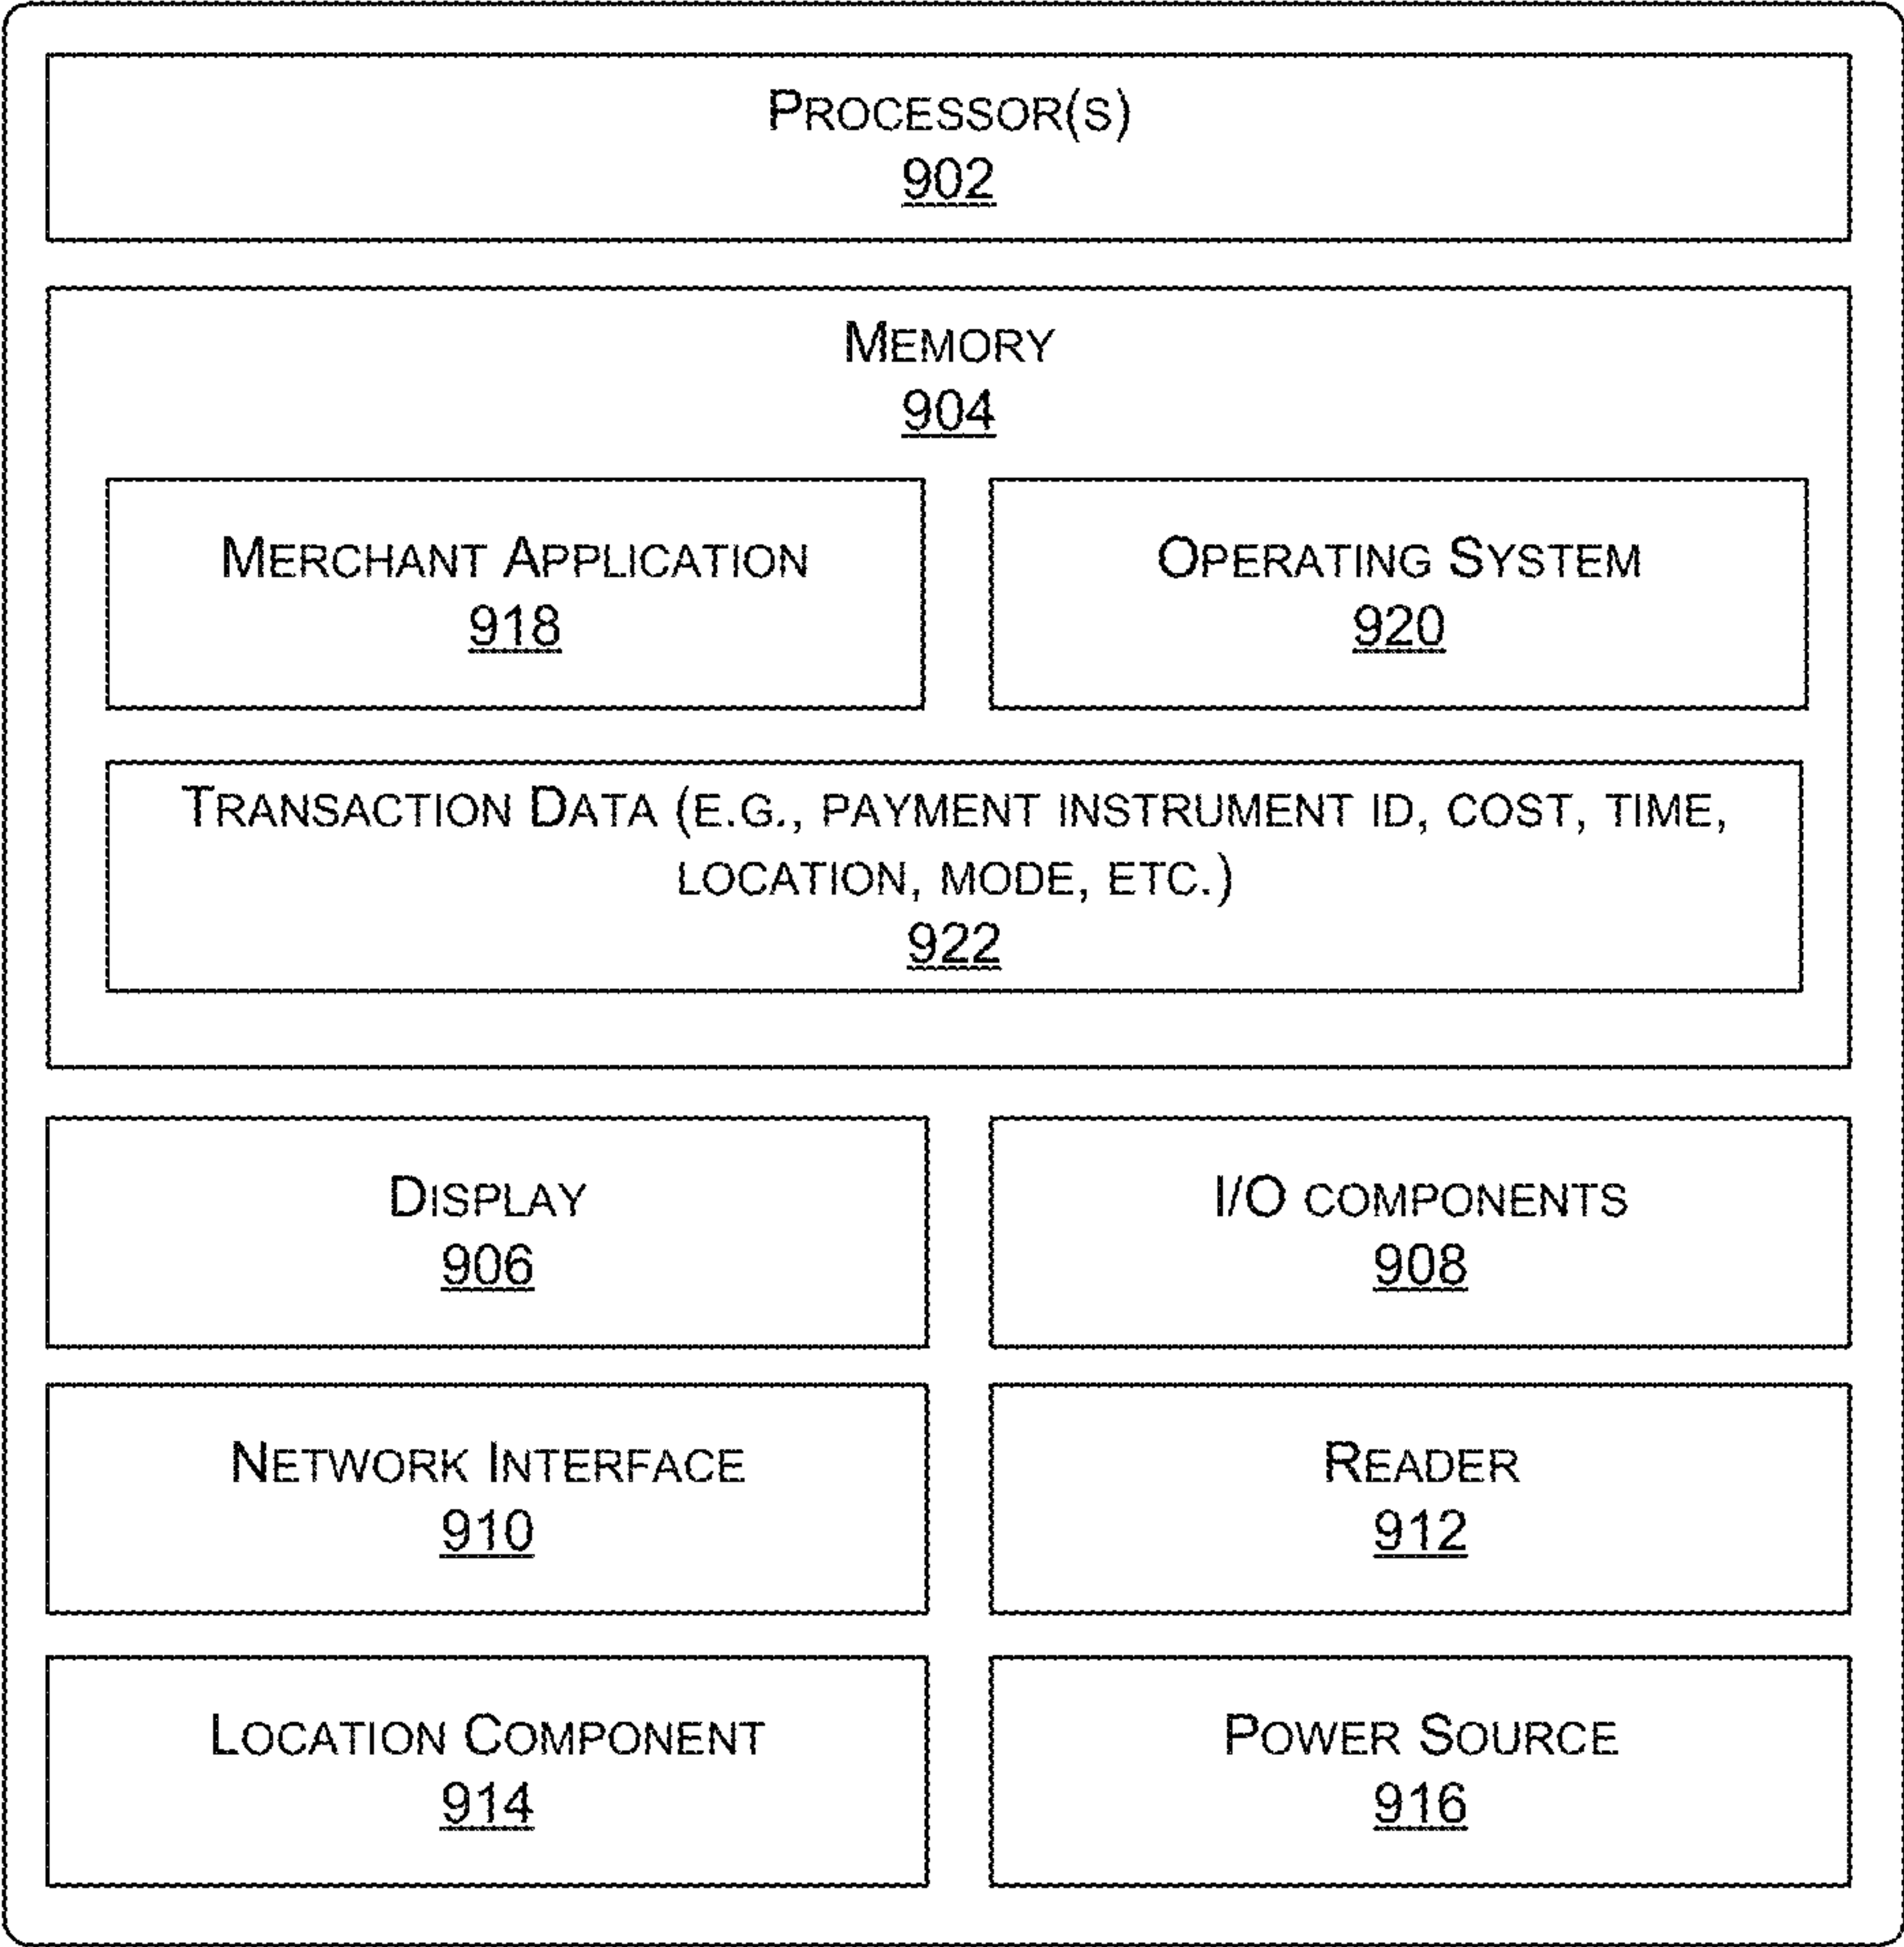 PROCESSOR(S)
902
MEMORY
904
MERCHANT APPLICATION
918
OPERATING SYSTEM
920
TRANSACTION DATA (E.G., PAYMENT INSTRUMENT ID, COST, TIME,
LOCATION, MODE, ETC.)
922
DISPLAY
906
I/O COMPONENTS
908
NETWORK INTERFACE
910
READER
912
LOCATION COMPONENT
914
POWER SOURCE
916